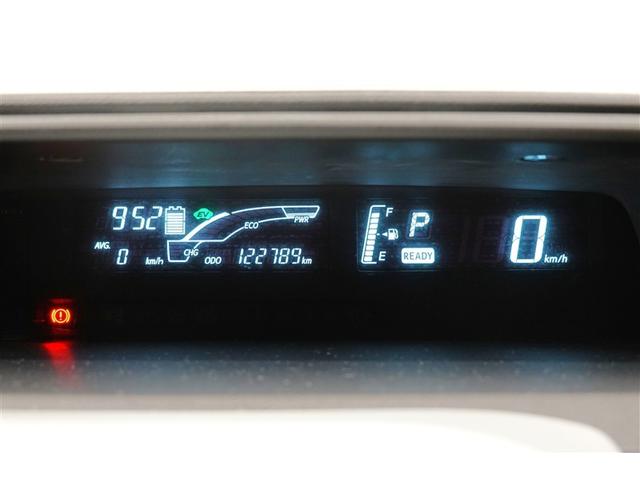 952 EV ECO PWR
AVG. 0 km/h CHG ODO 122789 km
F P
E READY
0 km/h